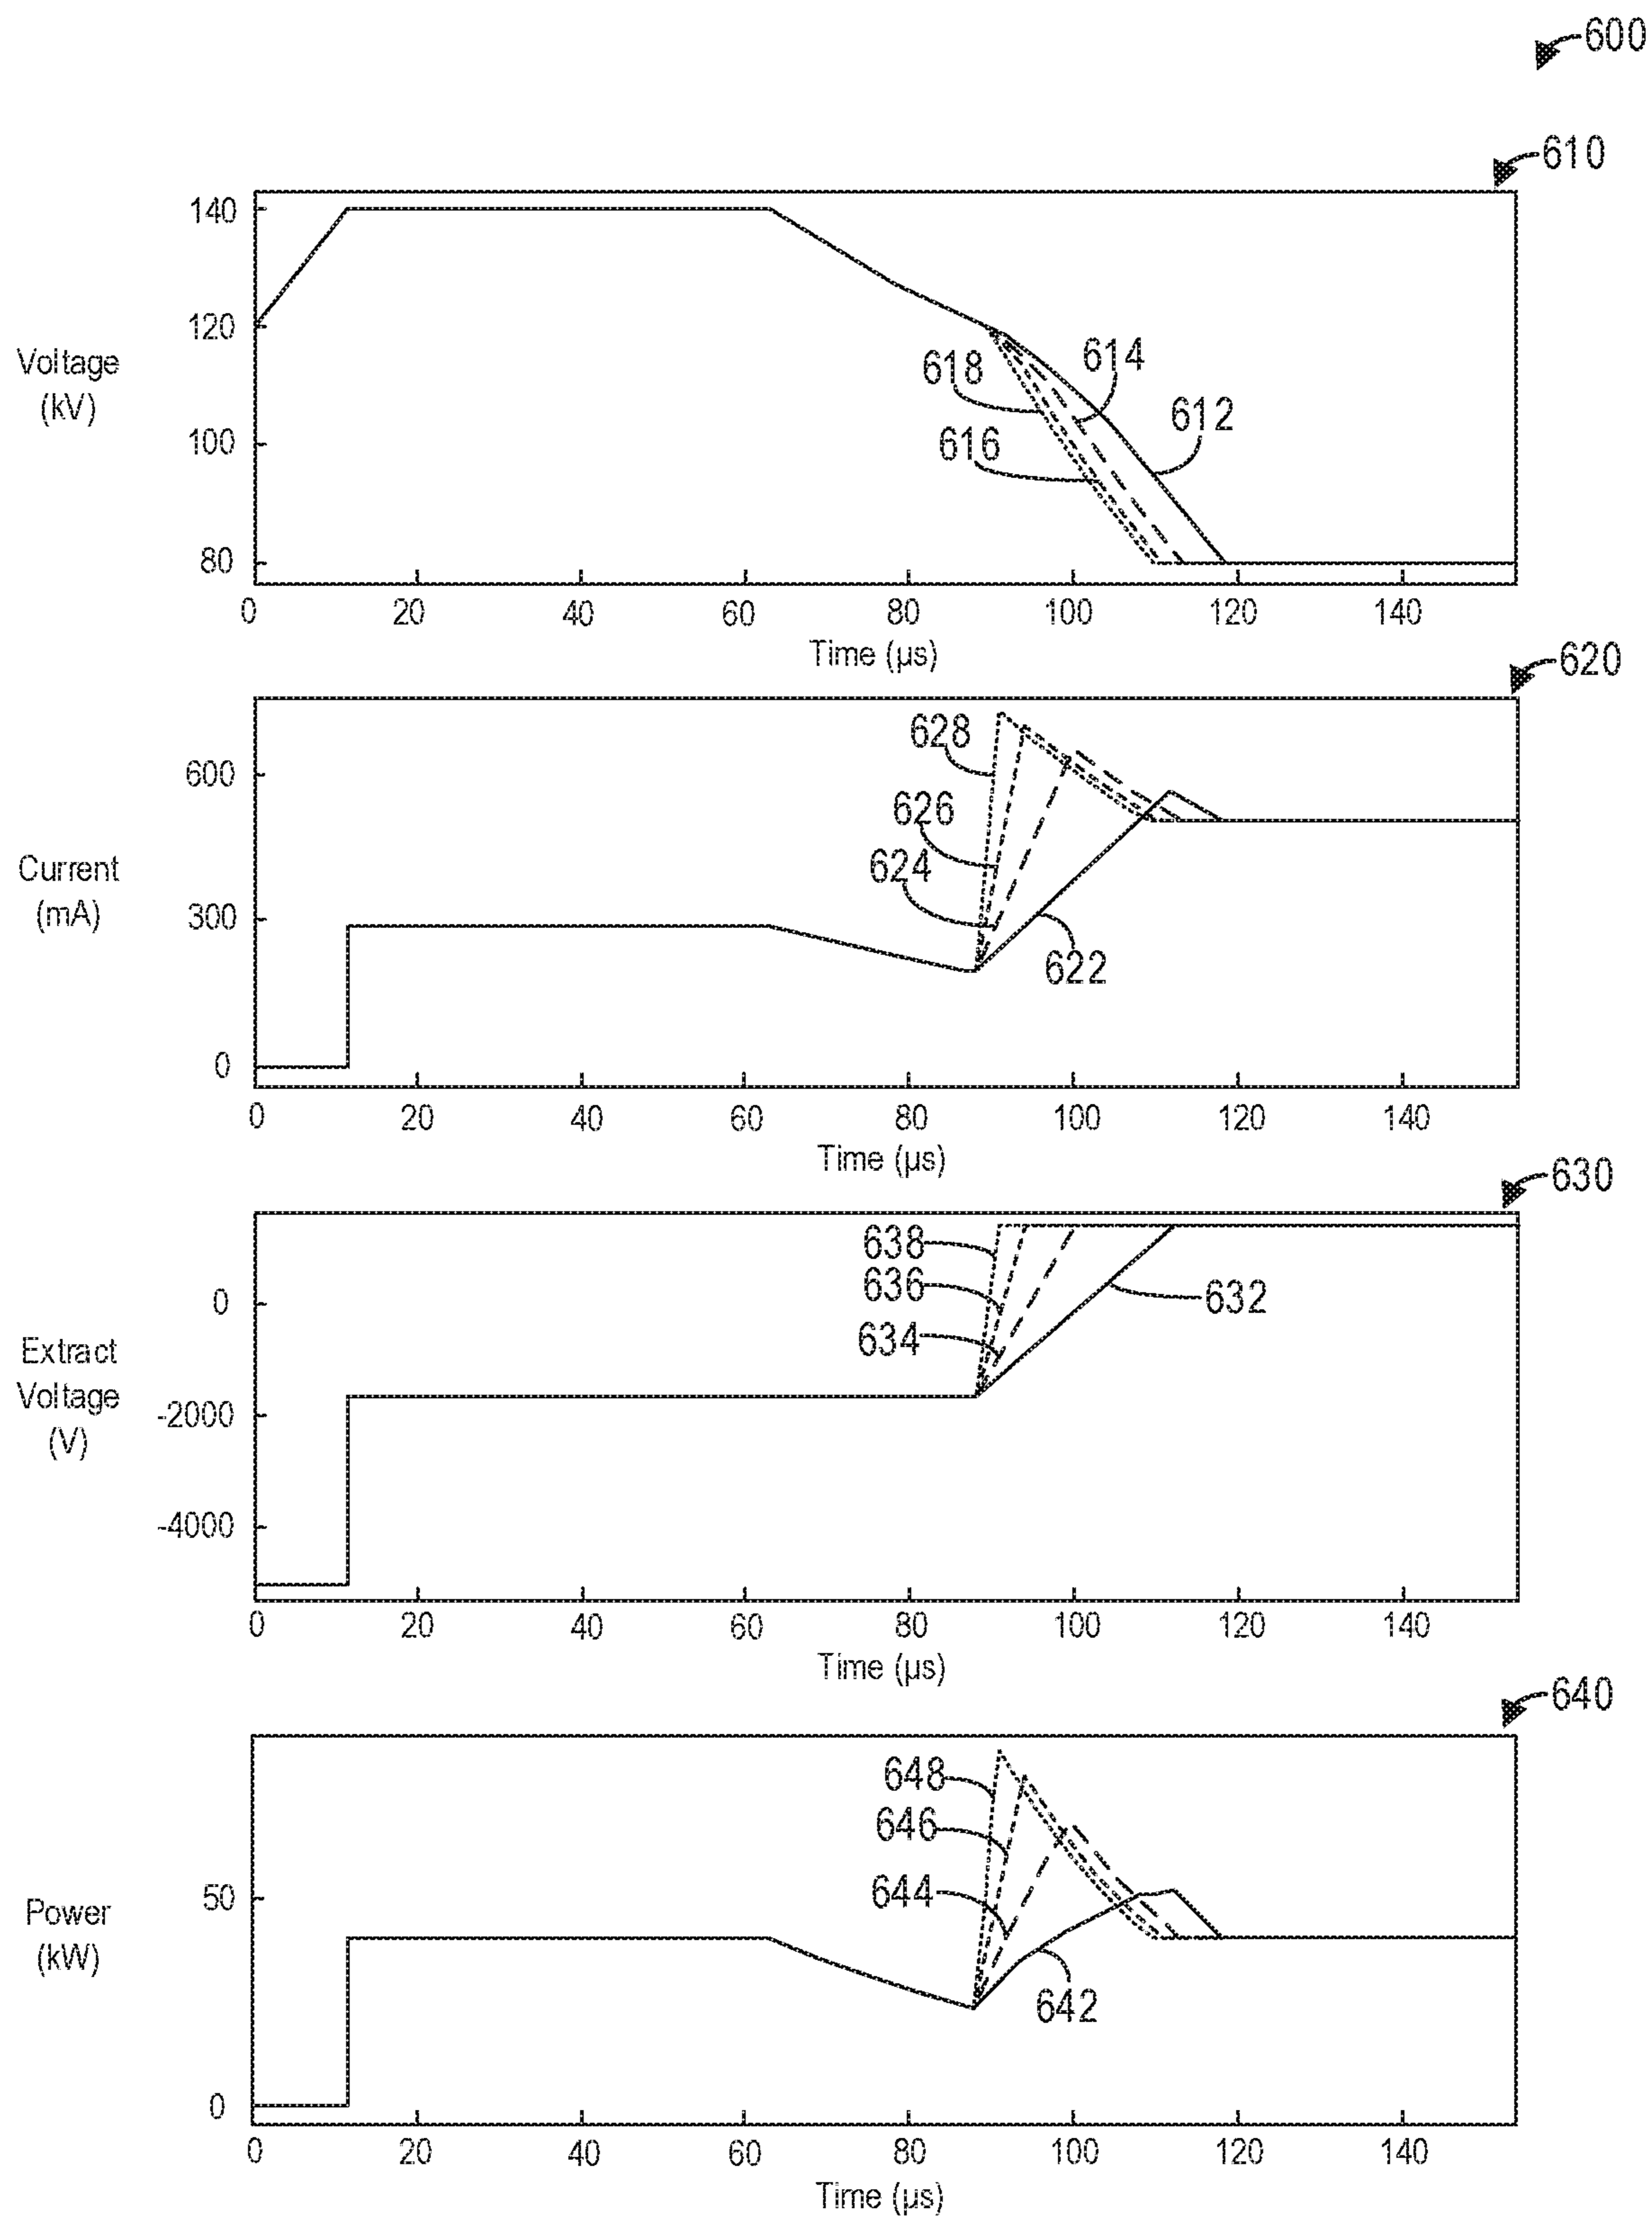 600
610
140
120
100
80
Voltage
(kV)
618
614
612
616
0 20 40 60 80 100 120 140
Time (µs)
620
600
300
0
Current
(mA)
628
626
624
622
0 20 40 60 80 100 120 140
Time (µs)
630
0
-2000
-4000
Extract
Voltage
(V)
638
636
634
632
0 20 40 60 80 100 120 140
Time (µs)
640
50
0
Power
(kW)
648
646
644
642
0 20 40 60 80 100 120 140
Time (µs)